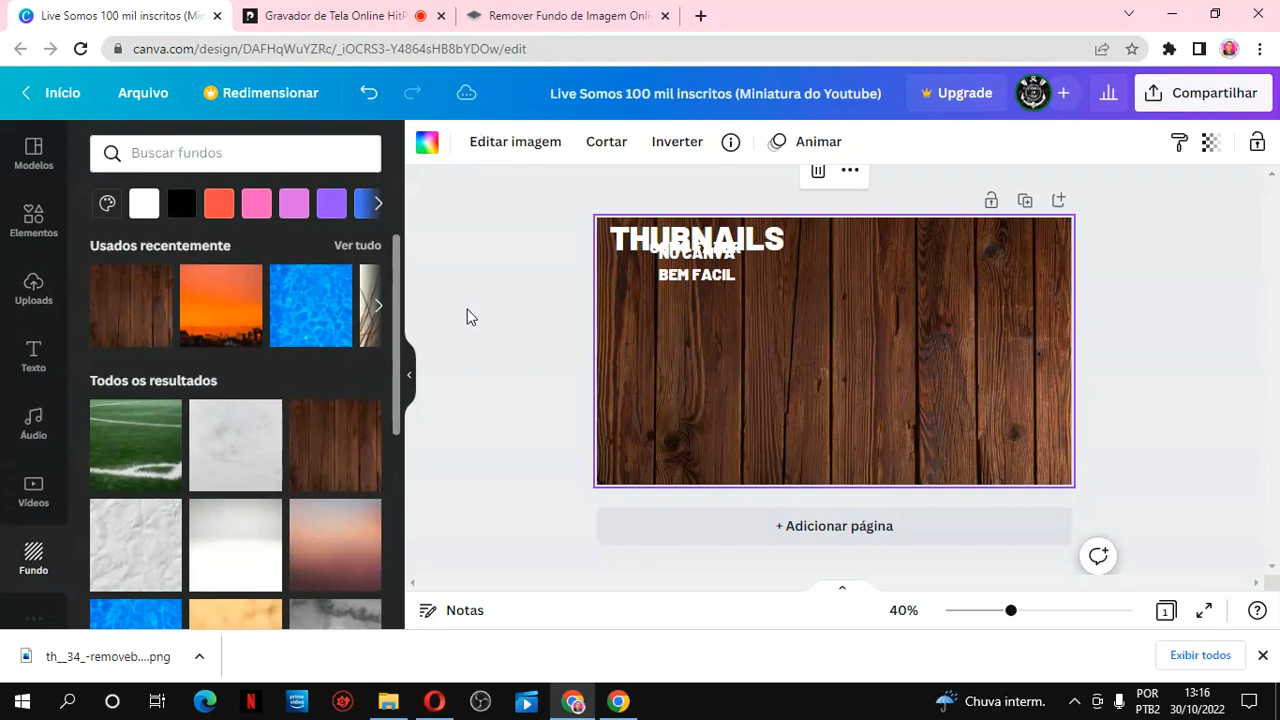 Live Somos 100 mil inscritos (Min
Gravador de Tela Online HitP
Remover Fundo de Imagem Online
canva.com/design/DAFHqWuYZRc/_iOCRS3-Y4864sHB8bYDOw/edit
Início
Arquivo
Redimensionar
Live Somos 100 mil inscritos (Miniatura do Youtube)
Upgrade
Compartilhar
Modelos
Elementos
Uploads
Texto
Áudio
Vídeos
Fundo
Buscar fundos
Usados recentemente
Ver tudo
Todos os resultados
Editar imagem
Cortar
Inverter
Animar
THURNAILS
NO CANVA
BEM FACIL
+ Adicionar página
Notas
40%
1
th__34_-removeb....png
Exibir todos
Chuva interm.
POR
PTB2
13:16
30/10/2022